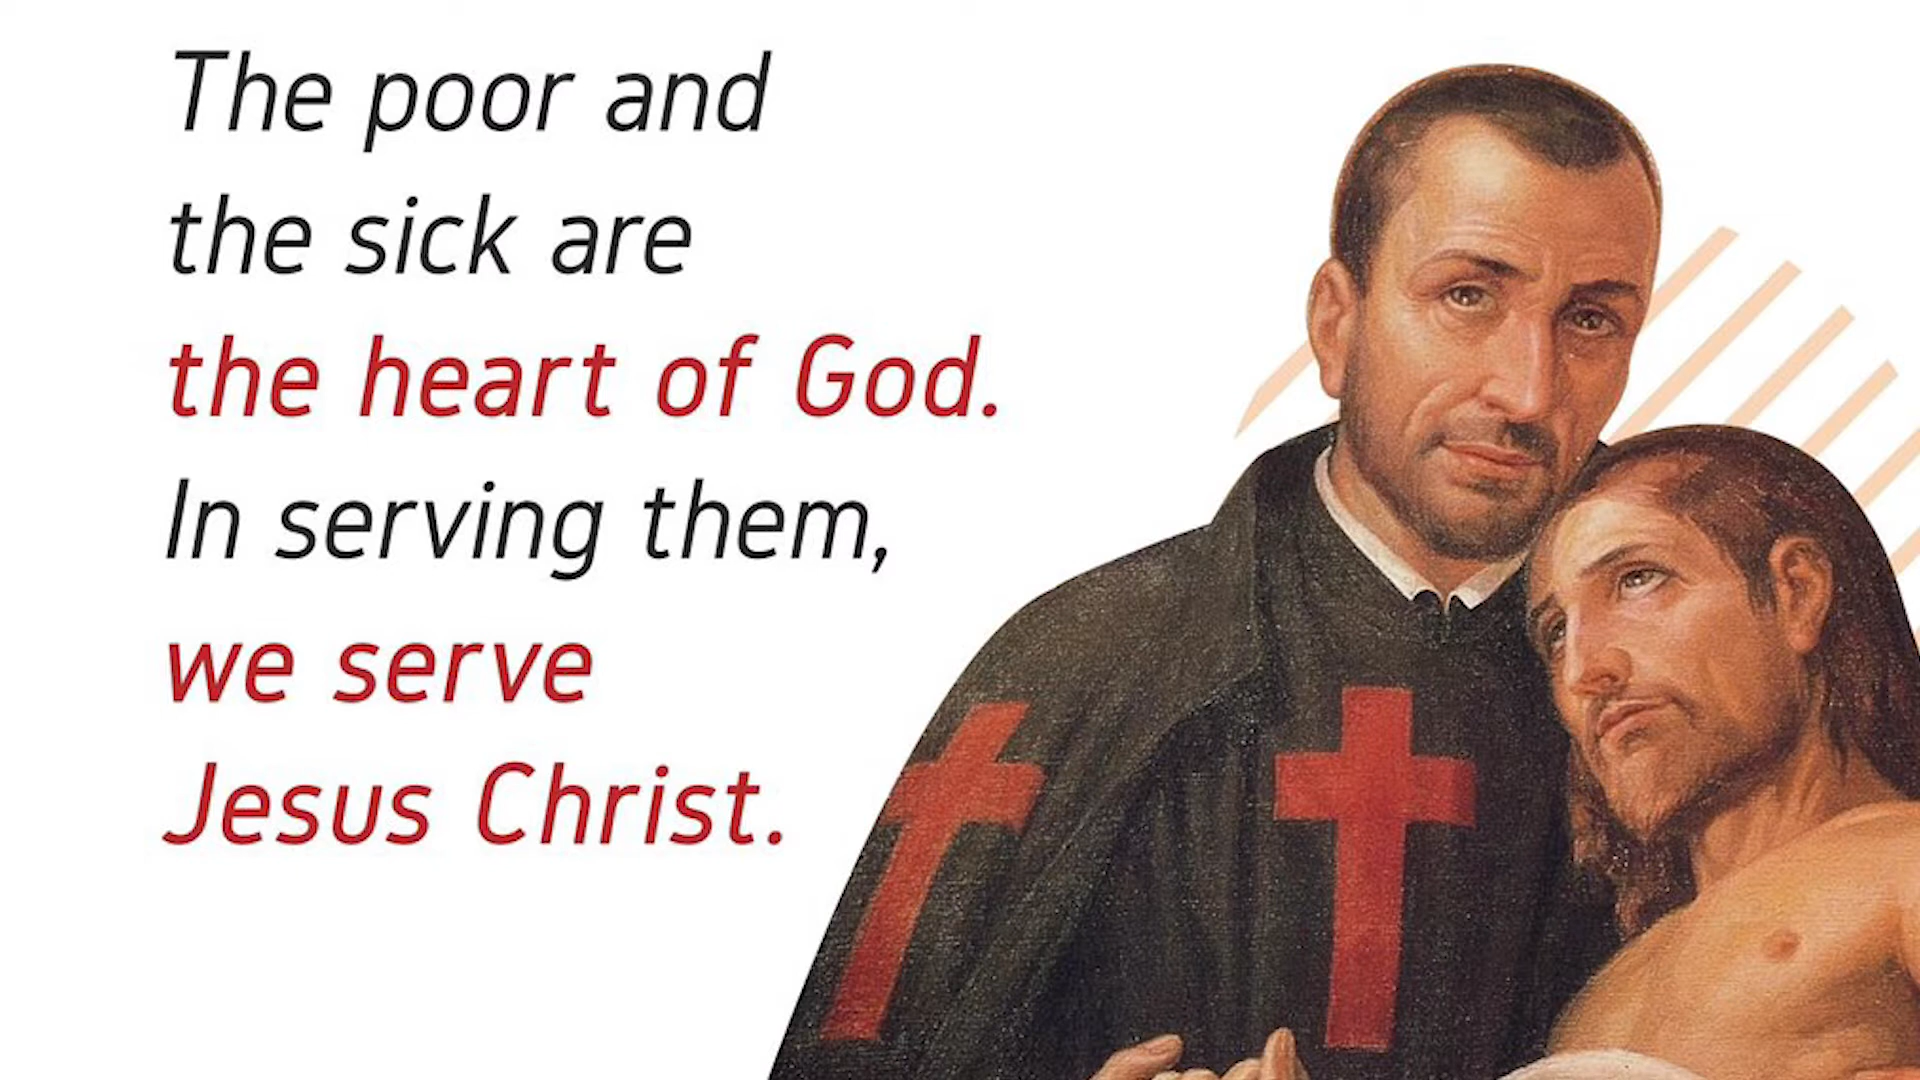 The poor and
the sick are
the heart of God.
In serving them,
we serve
Jesus Christ.